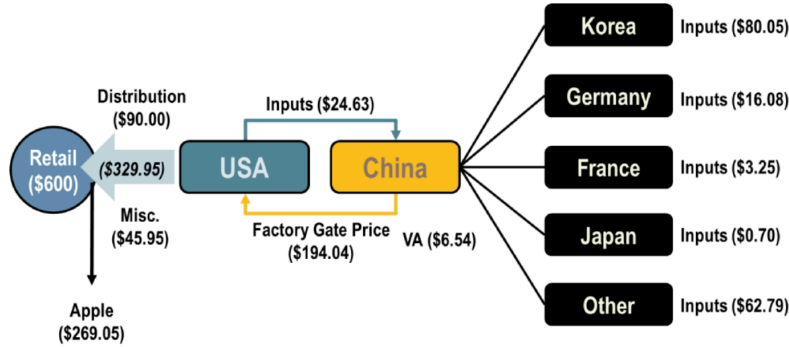 Distribution
($90.00)
Retail
($600)
($329.95)
Misc.
($45.95)
Apple
($269.05)
USA
Inputs ($24.63)
China
Factory Gate Price
($194.04)
VA ($6.54)
Korea
Inputs ($80.05)
Germany
Inputs ($16.08)
France
Inputs ($3.25)
Japan
Inputs ($0.70)
Other
Inputs ($62.79)